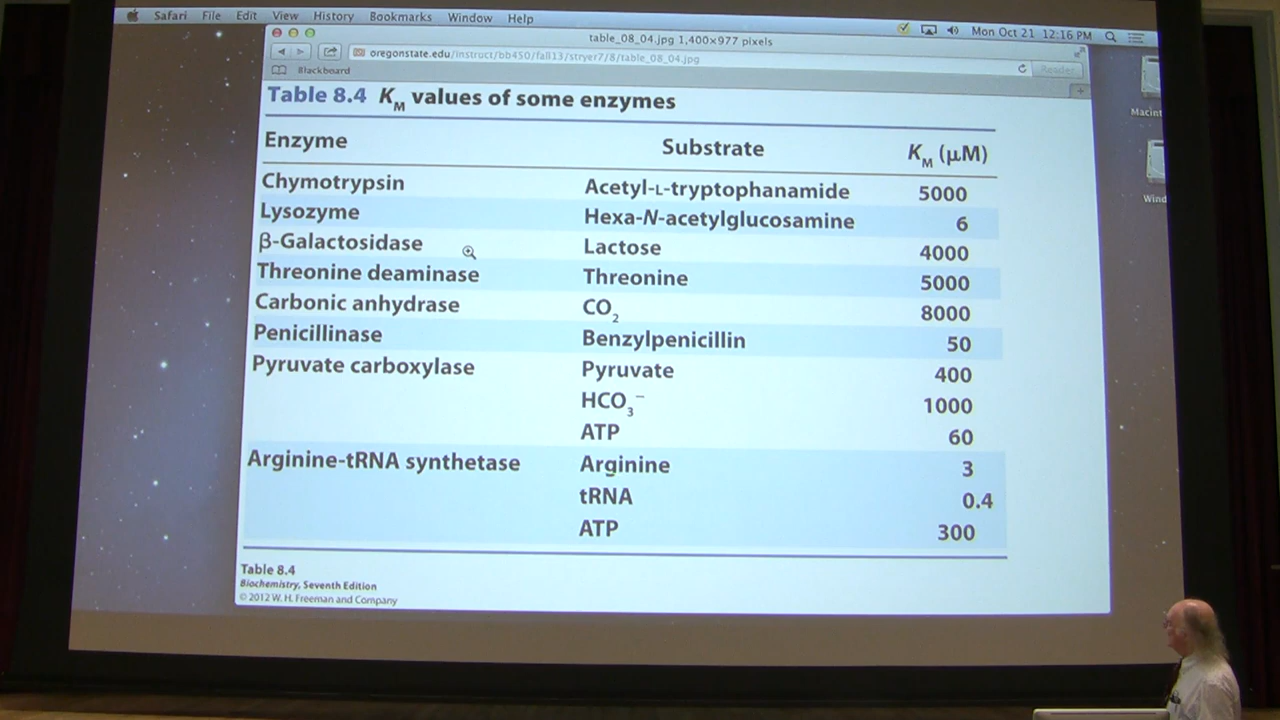 Safari File Edit View History Bookmarks Window Help Mon Oct 21 12:16 PM
table_08_04.jpg 1,400×977 pixels
oregonstate.edu/instruct/bb450/fall13/stryer7/8/table_08_04.jpg Reader
Blackboard
Table 8.4 KM values of some enzymes
Enzyme Substrate KM (μM)
Chymotrypsin Acetyl-L-tryptophanamide 5000
Lysozyme Hexa-N-acetylglucosamine 6
β-Galactosidase Lactose 4000
Threonine deaminase Threonine 5000
Carbonic anhydrase CO2 8000
Penicillinase Benzylpenicillin 50
Pyruvate carboxylase Pyruvate 400
HCO3− 1000
ATP 60
Arginine-tRNA synthetase Arginine 3
tRNA 0.4
ATP 300
Table 8.4
Biochemistry, Seventh Edition
© 2012 W. H. Freeman and Company